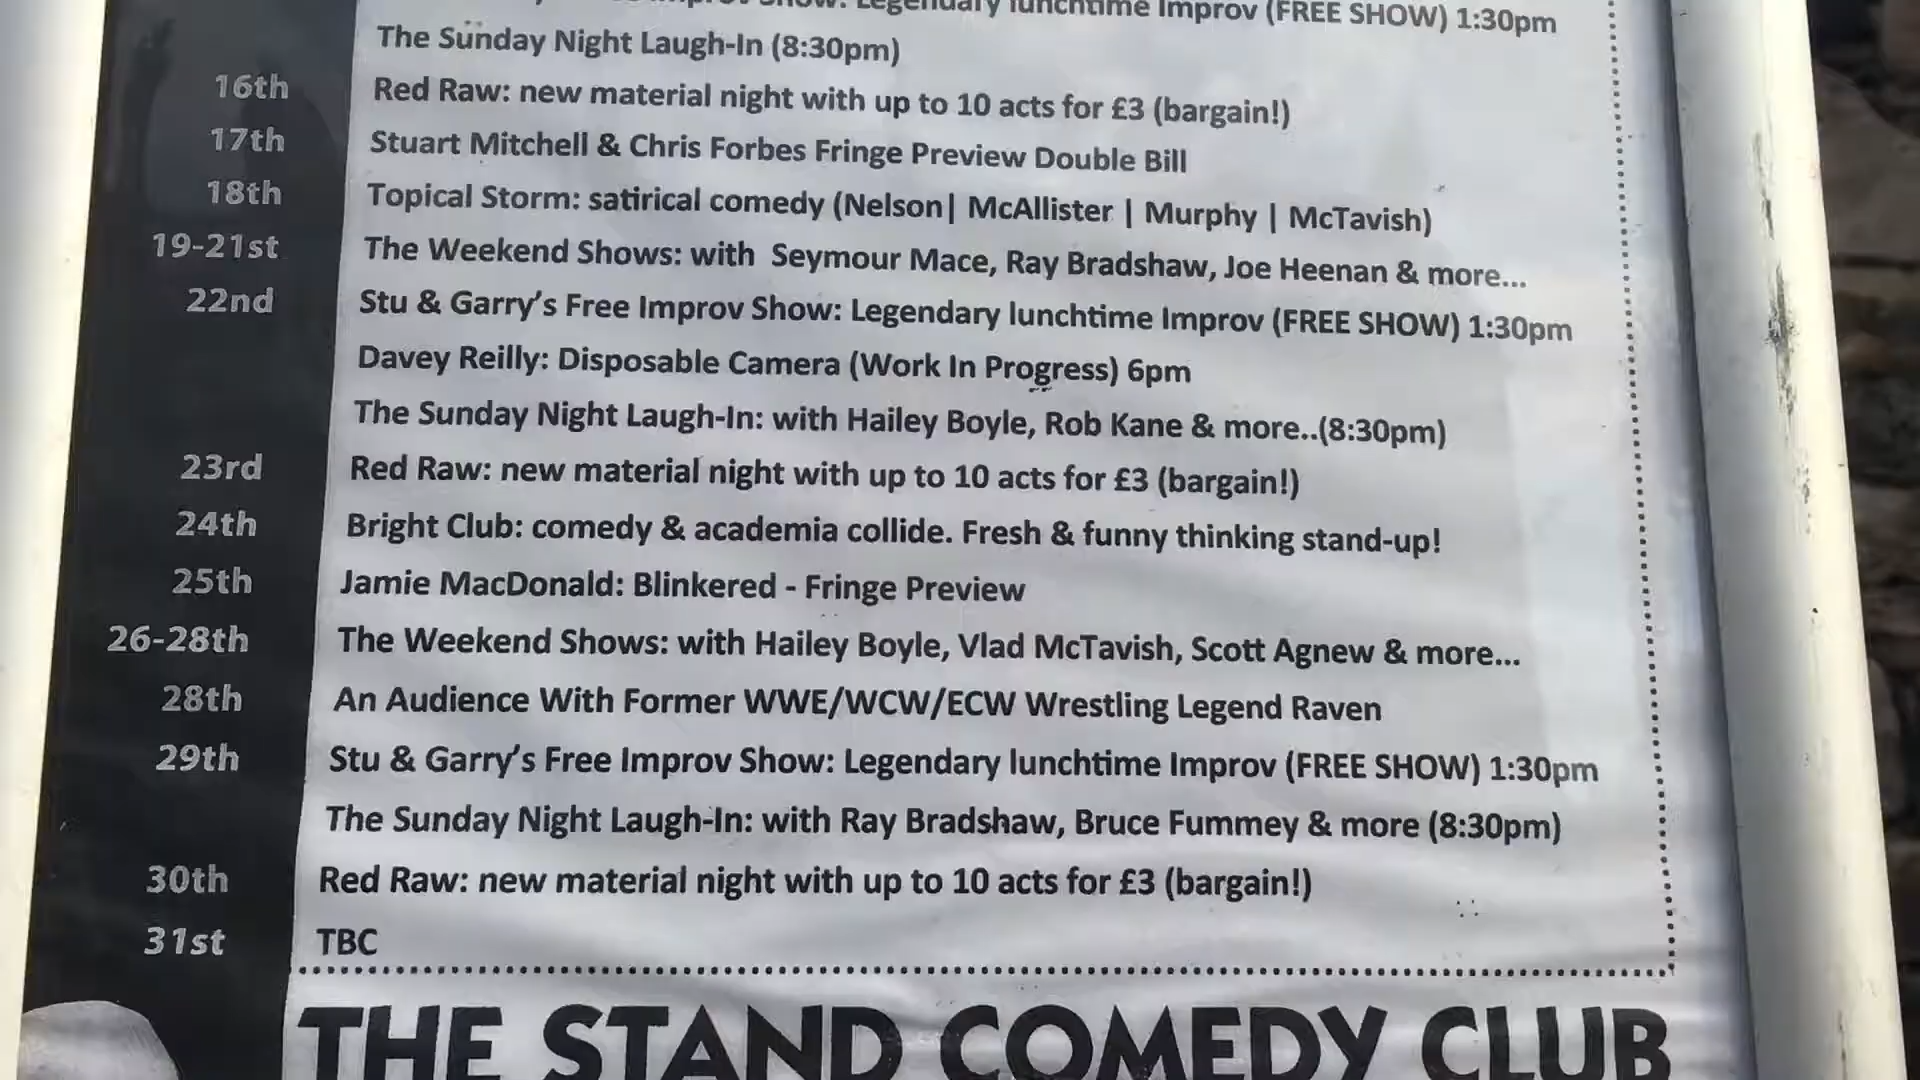 Legendary lunchtime Improv (FREE SHOW) 1:30pm
The Sunday Night Laugh-In (8:30pm)
16th Red Raw: new material night with up to 10 acts for £3 (bargain!)
17th Stuart Mitchell & Chris Forbes Fringe Preview Double Bill
18th Topical Storm: satirical comedy (Nelson| McAllister | Murphy | McTavish)
19-21st The Weekend Shows: with Seymour Mace, Ray Bradshaw, Joe Heenan & more...
22nd Stu & Garry's Free Improv Show: Legendary lunchtime Improv (FREE SHOW) 1:30pm
Davey Reilly: Disposable Camera (Work In Progress) 6pm
The Sunday Night Laugh-In: with Hailey Boyle, Rob Kane & more..(8:30pm)
23rd Red Raw: new material night with up to 10 acts for £3 (bargain!)
24th Bright Club: comedy & academia collide. Fresh & funny thinking stand-up!
25th Jamie MacDonald: Blinkered - Fringe Preview
26-28th The Weekend Shows: with Hailey Boyle, Vlad McTavish, Scott Agnew & more...
28th An Audience With Former WWE/WCW/ECW Wrestling Legend Raven
29th Stu & Garry's Free Improv Show: Legendary lunchtime Improv (FREE SHOW) 1:30pm
The Sunday Night Laugh-In: with Ray Bradshaw, Bruce Fummey & more (8:30pm)
30th Red Raw: new material night with up to 10 acts for £3 (bargain!)
31st TBC
THE STAND COMEDY CLUB